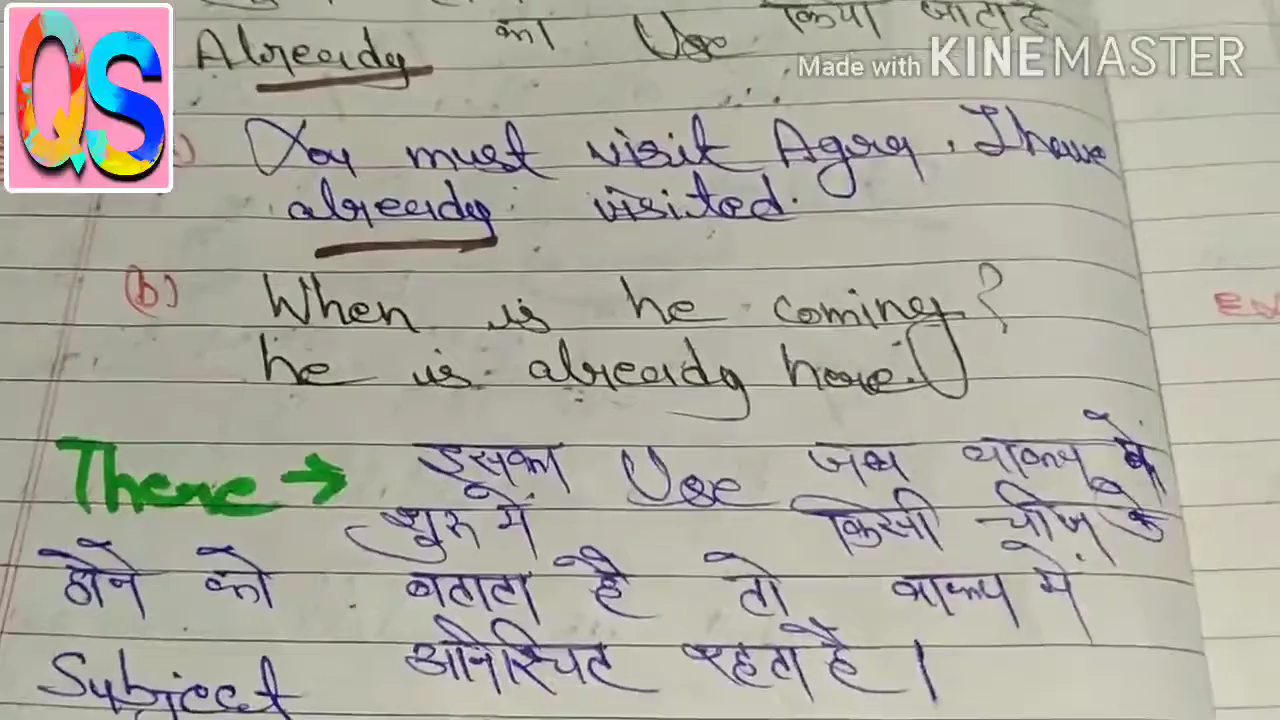 Already का Use किया जाता है
Made with KINEMASTER
QS
You must visit Agra, I have
already visited.
(b) When is he coming?
he is already here.
There → इसका Use जब वाक्य के
शुरू में किसी चीज के
होने को बताता है तो वाक्य में
Subject अनिश्चित रहता है।